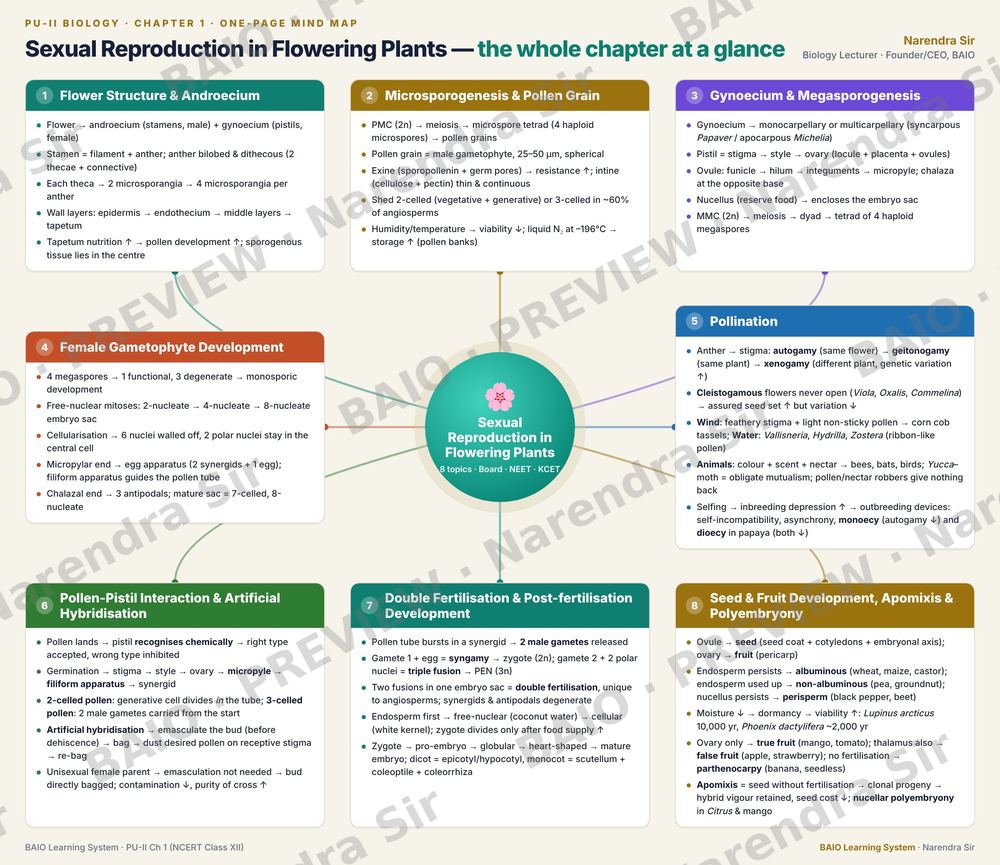 PU-II BIOLOGY · CHAPTER 1 · ONE-PAGE MIND MAP
Sexual Reproduction in Flowering Plants — the whole chapter at a glance
Narendra Sir
Biology Lecturer · Founder/CEO, BAIO
1 Flower Structure & Androecium
• Flower → androecium (stamens, male) + gynoecium (pistils,
female)
• Stamen = filament + anther; anther bilobed & dithecous (2
thecae + connective)
• Each theca → 2 microsporangia → 4 microsporangia per
anther
• Wall layers: epidermis → endothecium → middle layers →
tapetum
• Tapetum nutrition ↑ → pollen development ↑; sporogenous
tissue lies in the centre
2 Microsporogenesis & Pollen Grain
• PMC (2n) → meiosis → microspore tetrad (4 haploid
microspores) → pollen grains
• Pollen grain = male gametophyte, 25–50 µm, spherical
• Exine (sporopollenin + germ pores) → resistance ↑; intine
(cellulose + pectin) thin & continuous
• Shed 2-celled (vegetative + generative) or 3-celled in ~60%
of angiosperms
• Humidity/temperature → viability ↓; liquid N₂ at –196°C →
storage ↑ (pollen banks)
3 Gynoecium & Megasporogenesis
• Gynoecium → monocarpellary or multicarpellary (syncarpous
Papaver / apocarpous Michelia)
• Pistil = stigma → style → ovary (locule + placenta + ovules)
• Ovule: funicle → hilum → integuments → micropyle; chalaza
at the opposite base
• Nucellus (reserve food) → encloses the embryo sac
• MMC (2n) → meiosis → dyad → tetrad of 4 haploid
megaspores
4 Female Gametophyte Development
• 4 megaspores → 1 functional, 3 degenerate → monosporic
development
• Free-nuclear mitoses: 2-nucleate → 4-nucleate → 8-nucleate
embryo sac
• Cellularisation → 6 nuclei walled off, 2 polar nuclei stay in the
central cell
• Micropylar end → egg apparatus (2 synergids + 1 egg);
filiform apparatus guides the pollen tube
• Chalazal end → 3 antipodals; mature sac = 7-celled, 8-
nucleate
🌸
Sexual
Reproduction in
Flowering Plants
8 topics · Board · NEET · KCET
5 Pollination
• Anther → stigma: autogamy (same flower) → geitonogamy
(same plant) → xenogamy (different plant, genetic variation
↑)
• Cleistogamous flowers never open (Viola, Oxalis, Commelina)
→ assured seed set ↑ but variation ↓
• Wind: feathery stigma + light non-sticky pollen → corn cob
tassels; Water: Vallisneria, Hydrilla, Zostera (ribbon-like
pollen)
• Animals: colour + scent + nectar → bees, bats, birds; Yucca–
moth = obligate mutualism; pollen/nectar robbers give nothing
back
• Selfing → inbreeding depression ↑ → outbreeding devices:
self-incompatibility, asynchrony, monoecy (autogamy ↓) and
dioecy in papaya (both ↓)
6 Pollen-Pistil Interaction & Artificial
Hybridisation
• Pollen lands → pistil recognises chemically → right type
accepted, wrong type inhibited
• Germination → stigma → style → ovary → micropyle →
filiform apparatus → synergid
• 2-celled pollen: generative cell divides in the tube; 3-celled
pollen: 2 male gametes carried from the start
• Artificial hybridisation → emasculate the bud (before
dehiscence) → bag → dust desired pollen on receptive stigma
→ re-bag
• Unisexual female parent → emasculation not needed → bud
directly bagged; contamination ↓, purity of cross ↑
7 Double Fertilisation & Post-fertilisation
Development
• Pollen tube bursts in a synergid → 2 male gametes released
• Gamete 1 + egg = syngamy → zygote (2n); gamete 2 + 2 polar
nuclei = triple fusion → PEN (3n)
• Two fusions in one embryo sac = double fertilisation, unique
to angiosperms; synergids & antipodals degenerate
• Endosperm first → free-nuclear (coconut water) → cellular
(white kernel); zygote divides only after food supply ↑
• Zygote → pro-embryo → globular → heart-shaped → mature
embryo; dicot = epicotyl/hypocotyl, monocot = scutellum +
coleoptile + coleorrhiza
8 Seed & Fruit Development, Apomixis &
Polyembryony
• Ovule → seed (seed coat + cotyledons + embryonal axis);
ovary → fruit (pericarp)
• Endosperm persists → albuminous (wheat, maize, castor);
endosperm used up → non-albuminous (pea, groundnut);
nucellus persists → perisperm (black pepper, beet)
• Moisture ↓ → dormancy → viability ↑: Lupinus arcticus
10,000 yr, Phoenix dactylifera ~2,000 yr
• Ovary only → true fruit (mango, tomato); thalamus also →
false fruit (apple, strawberry); no fertilisation →
parthenocarpy (banana, seedless)
• Apomixis = seed without fertilisation → clonal progeny →
hybrid vigour retained, seed cost ↓; nucellar polyembryony
in Citrus & mango
BAIO Learning System · PU-II Ch 1 (NCERT Class XII)
BAIO Learning System · Narendra Sir
BAIO · PREVIEW · Narendra Sir